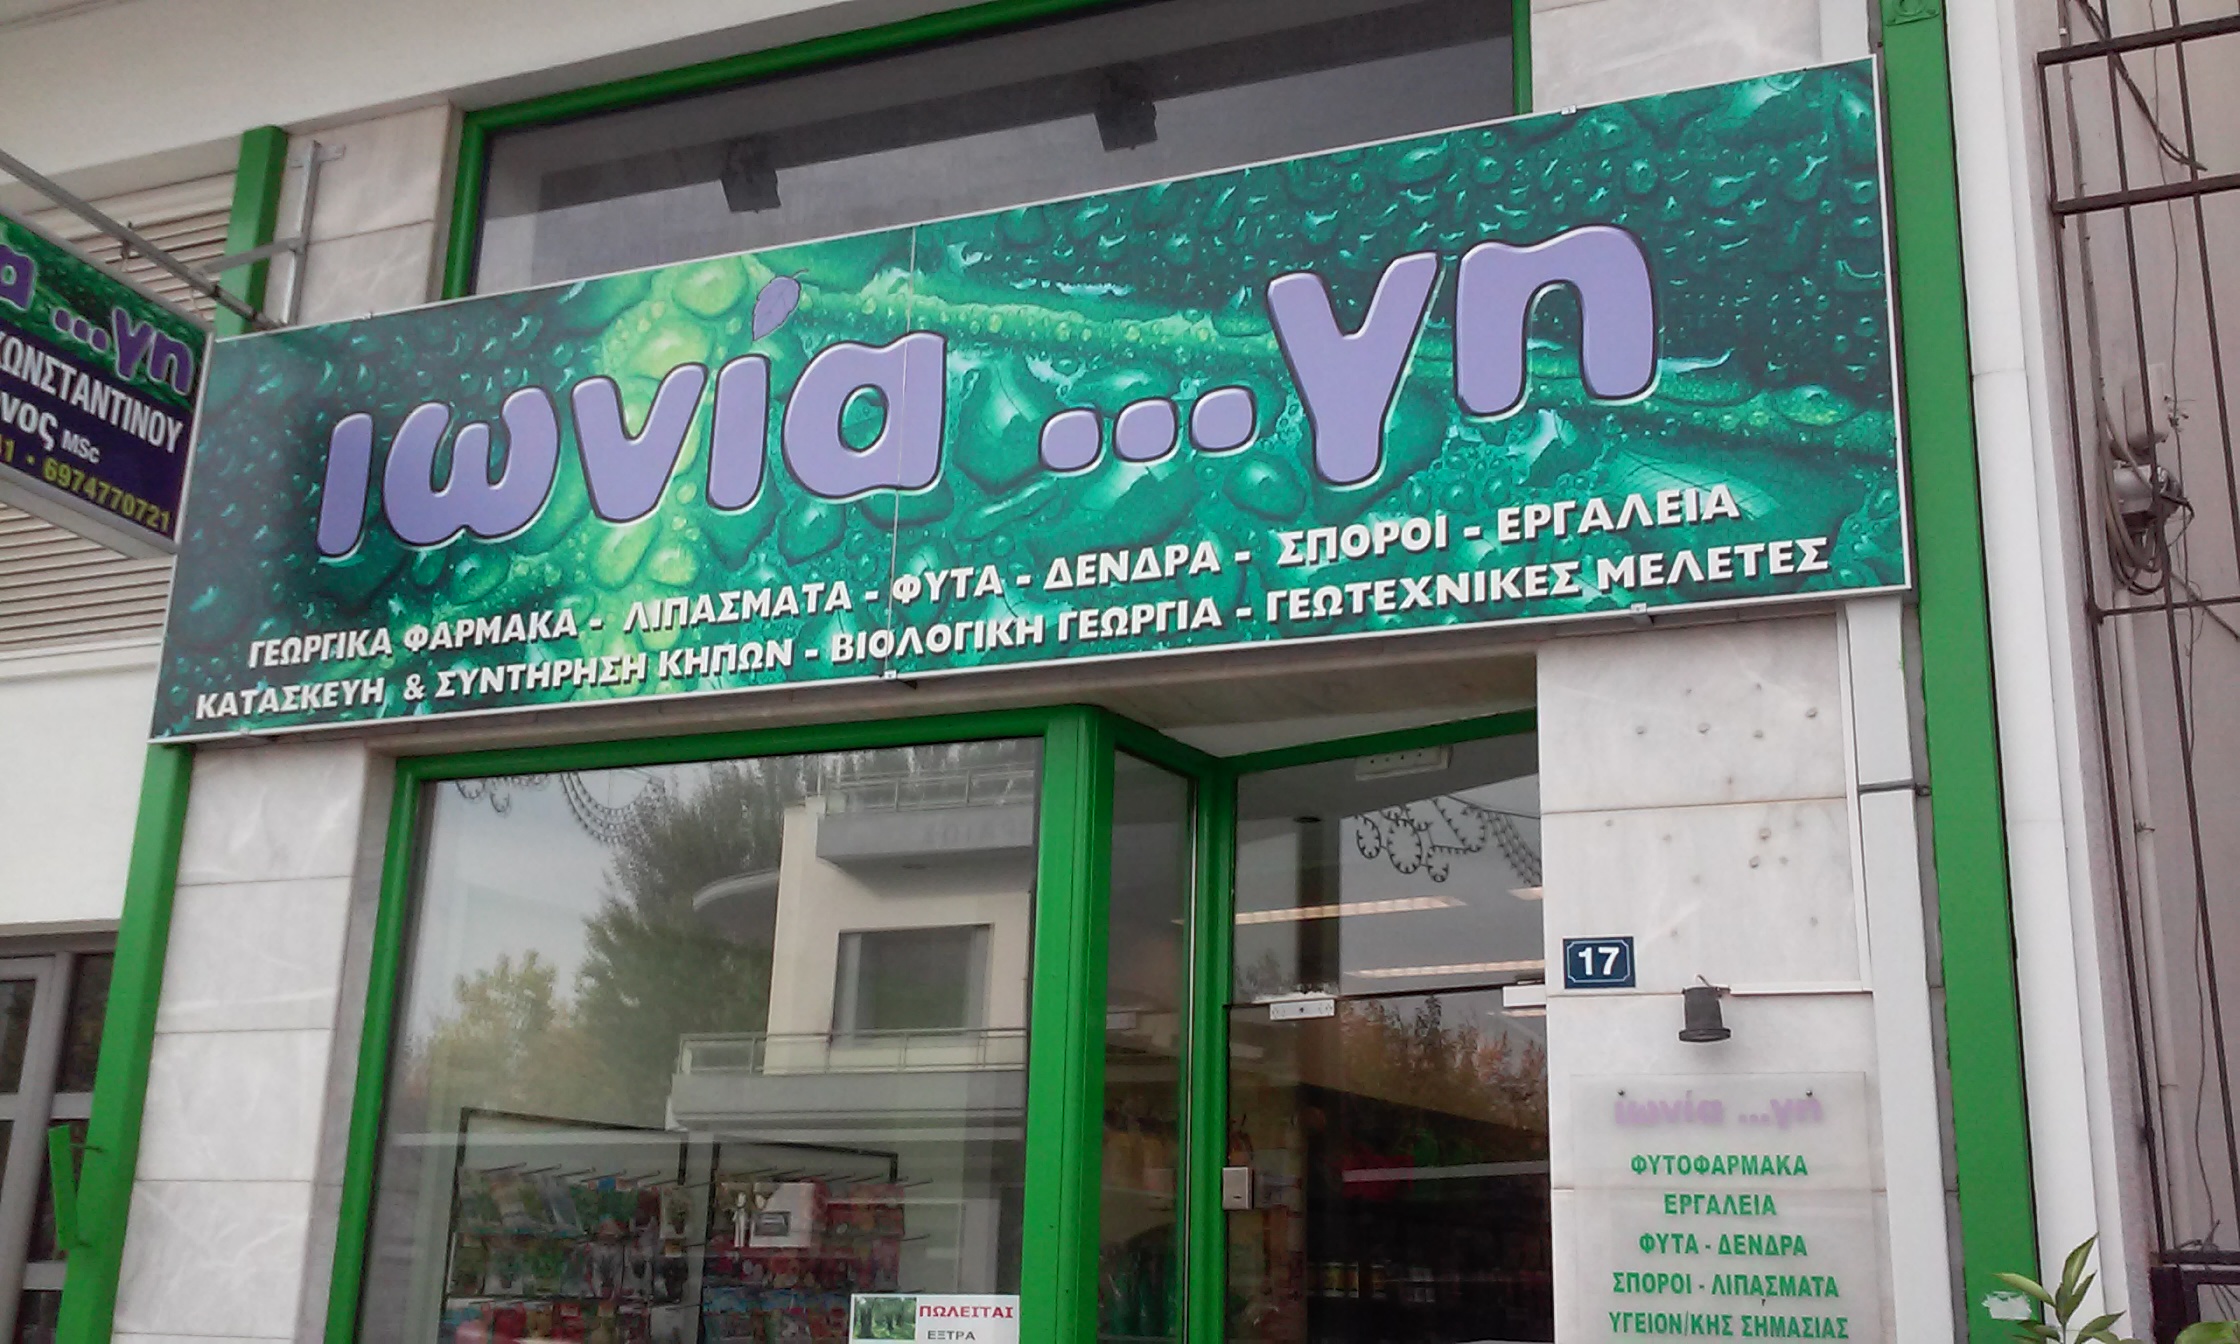 ιωνία ...γη
ΓΕΩΡΓΙΚΑ ΦΑΡΜΑΚΑ - ΛΙΠΑΣΜΑΤΑ - ΦΥΤΑ - ΔΕΝΔΡΑ - ΣΠΟΡΟΙ - ΕΡΓΑΛΕΙΑ
ΚΑΤΑΣΚΕΥΗ & ΣΥΝΤΗΡΗΣΗ ΚΗΠΩΝ - ΒΙΟΛΟΓΙΚΗ ΓΕΩΡΓΙΑ - ΓΕΩΤΕΧΝΙΚΕΣ ΜΕΛΕΤΕΣ
...γη
ΚΩΝΣΤΑΝΤΙΝΟΥ
MSc
6974770721
17
ιωνία ...γη
ΦΥΤΟΦΑΡΜΑΚΑ
ΕΡΓΑΛΕΙΑ
ΦΥΤΑ - ΔΕΝΔΡΑ
ΣΠΟΡΟΙ - ΛΙΠΑΣΜΑΤΑ
ΥΓΕΙΟΝ/ΚΗΣ ΣΗΜΑΣΙΑΣ
ΠΩΛΕΙΤΑΙ
ΕΞΤΡΑ